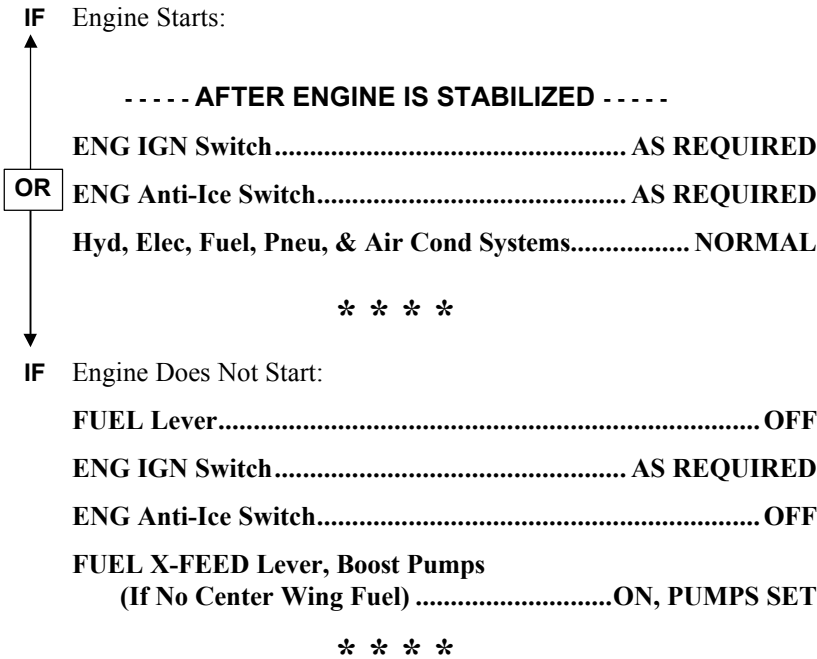 IF Engine Starts:
- - - - - AFTER ENGINE IS STABILIZED - - - - -
ENG IGN Switch..................................................... AS REQUIRED
OR
ENG Anti-Ice Switch............................................... AS REQUIRED
Hyd, Elec, Fuel, Pneu, & Air Cond Systems.................. NORMAL
* * * *
IF Engine Does Not Start:
FUEL Lever.................................................................................. OFF
ENG IGN Switch..................................................... AS REQUIRED
ENG Anti-Ice Switch................................................................... OFF
FUEL X-FEED Lever, Boost Pumps
(If No Center Wing Fuel) .............................ON, PUMPS SET
* * * *